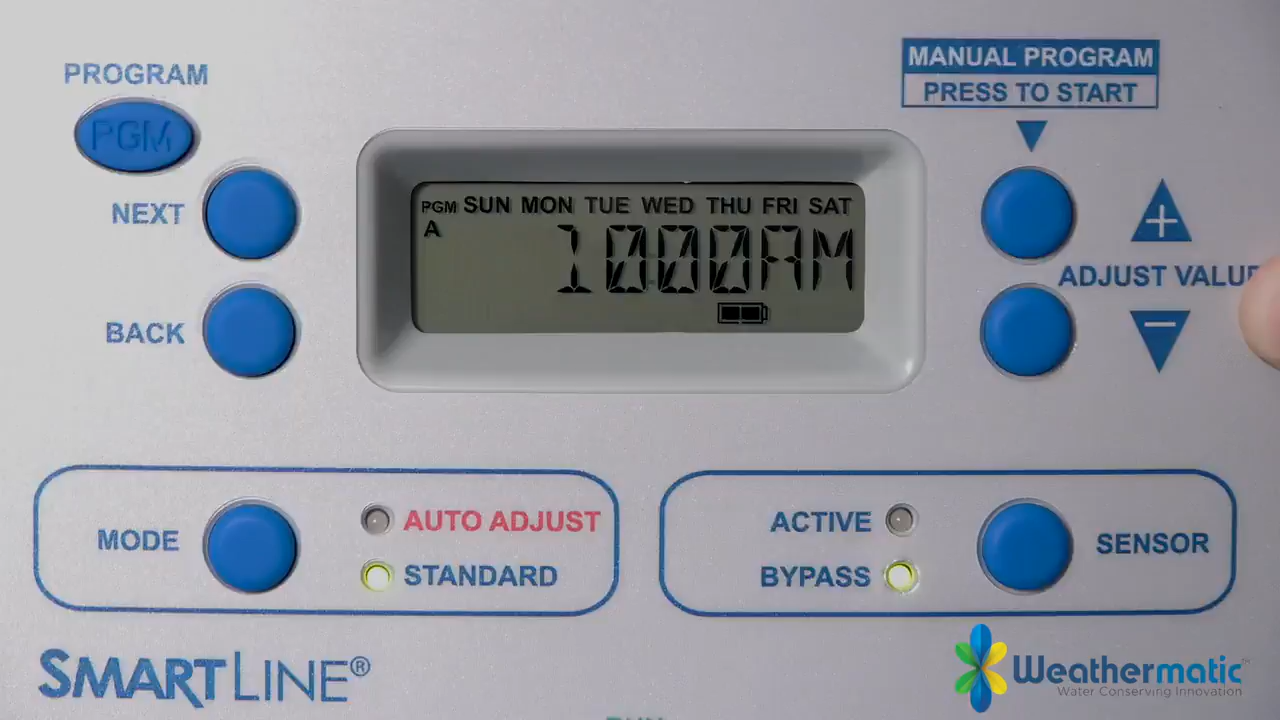 PROGRAM
PGM
NEXT
BACK
MANUAL PROGRAM
PRESS TO START
PGM SUN MON TUE WED THU FRI SAT
A 1000AM
+
ADJUST VALUE
−
MODE
AUTO ADJUST
STANDARD
ACTIVE
BYPASS
SENSOR
SMARTLINE®
Weathermatic™
Water Conserving Innovation